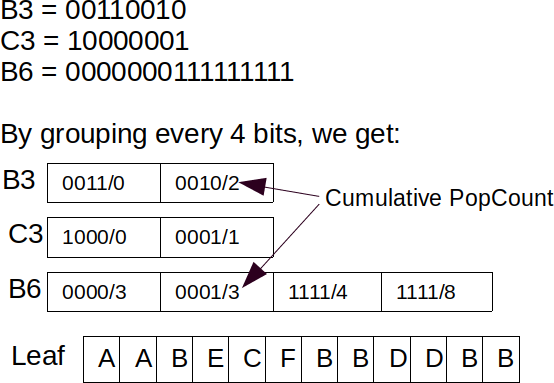 B3 = 00110010
C3 = 10000001
B6 = 0000000111111111
By grouping every 4 bits, we get:
B3 0011/0 0010/2
Cumulative PopCount
C3 1000/0 0001/1
B6 0000/3 0001/3 1111/4 1111/8
Leaf A A B E C F B B D D B B